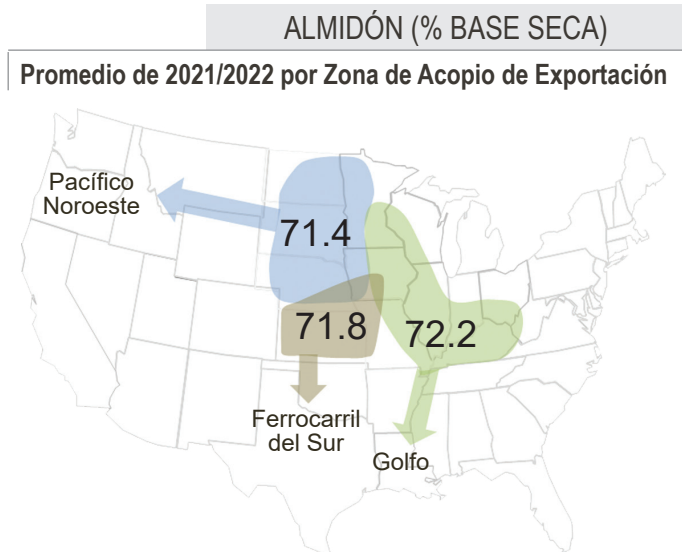 ALMIDÓN (% BASE SECA)
Promedio de 2021/2022 por Zona de Acopio de Exportación
Pacífico
Noroeste
71.4
71.8
72.2
Ferrocarril
del Sur
Golfo